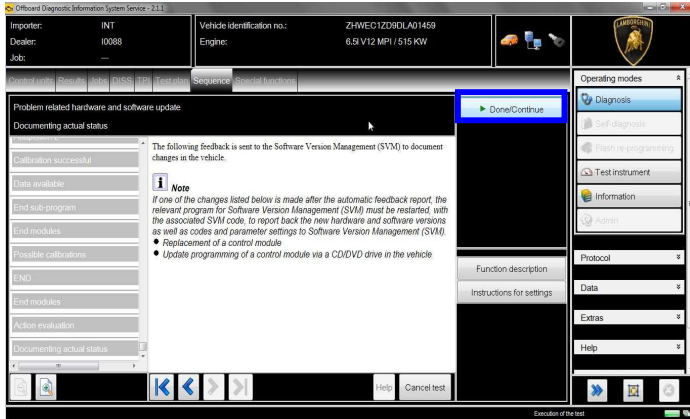 Offboard Diagnostic Information System Service - 2.1.1
Importer: INT
Dealer: I0088
Job: ---
Vehicle identification no.: ZHWEC1ZD9DLA01459
Engine: 6.5l V12 MPI / 515 KW
LAMBORGHINI
Control units Results Jobs DISS TPI Test plan Sequence Special functions
Problem related hardware and software update
Documenting actual status
Calibration successful
Data available
End sub-program
End modules
Possible calibrations
END
End modules
Action evaluation
Documenting actual status
The following feedback is sent to the Software Version Management (SVM) to document
changes in the vehicle.
i Note
If one of the changes listed below is made after the automatic feedback report, the
relevant program for Software Version Management (SVM) must be restarted, with
the associated SVM code, to report back the new hardware and software versions
as well as codes and parameter settings to Software Version Management (SVM).
● Replacement of a control module
● Update programming of a control module via a CD/DVD drive in the vehicle
Help
Cancel test
Done/Continue
Function description
Instructions for settings
Operating modes
Diagnosis
Self-diagnosis
Flash re-programming
Test instrument
Information
Admin
Protocol
Data
Extras
Help
Execution of the test